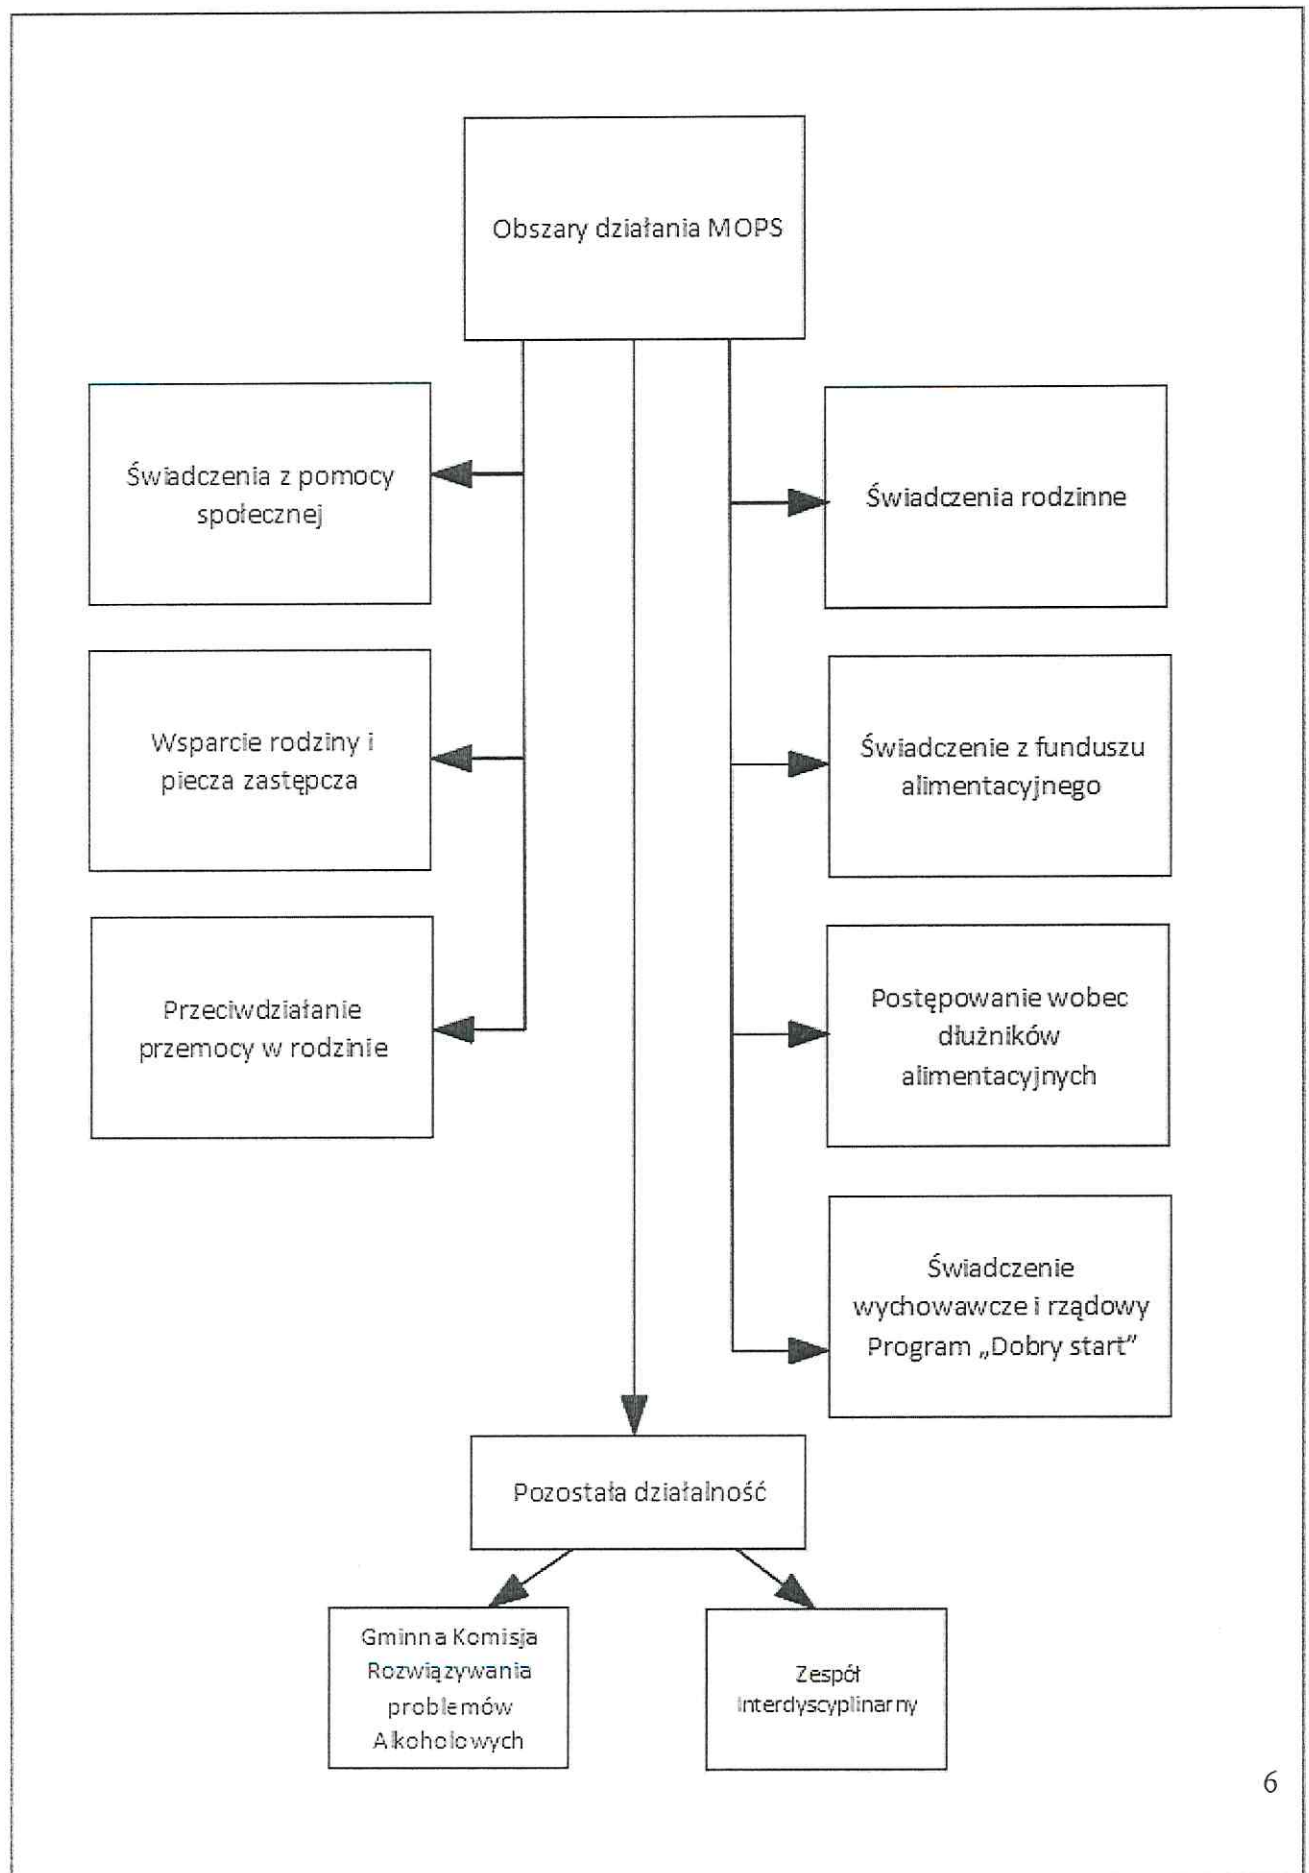 Obszary działania MOPS
Świadczenia z pomocy
społecznej
Wsparcie rodziny i
piecza zastępcza
Przeciwdziałanie
przemocy w rodzinie
Świadczenia rodzinne
Świadczenie z funduszu
alimentacyjnego
Postępowanie wobec
dłużników
alimentacyjnych
Świadczenie
wychowawcze i rządowy
Program „Dobry start”
Pozostała działalność
Gminna Komisja
Rozwiązywania
problemów
Alkoholowych
Zespół
Interdyscyplinarny
6